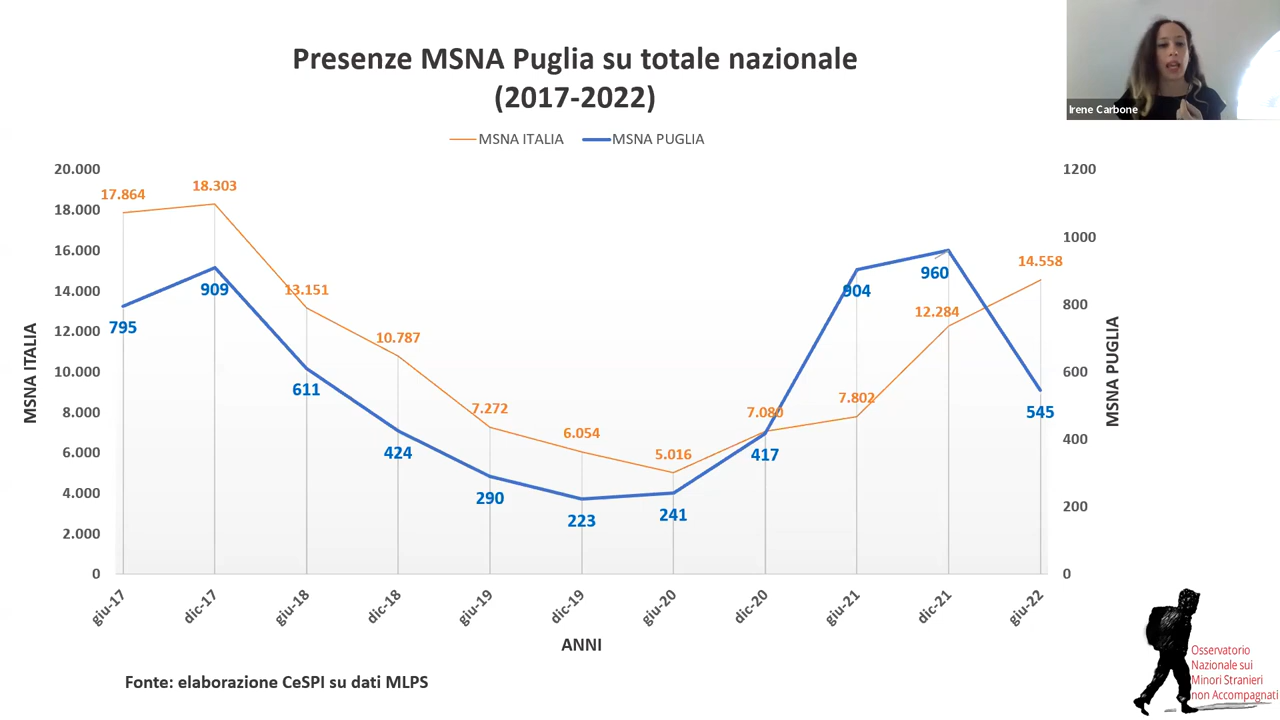 Presenze MSNA Puglia su totale nazionale
(2017-2022)
Irene Carbone
MSNA ITALIA MSNA PUGLIA
20.000
18.000
16.000
14.000
12.000
10.000
8.000
6.000
4.000
2.000
0
MSNA ITALIA
17.864
18.303
13.151
10.787
7.272
6.054
5.016
7.080
7.802
12.284
14.558
795
909
611
424
290
223
241
417
904
960
545
1200
1000
800
600
400
200
0
MSNA PUGLIA
giu-17
dic-17
giu-18
dic-18
giu-19
dic-19
giu-20
dic-20
giu-21
dic-21
giu-22
ANNI
Fonte: elaborazione CeSPI su dati MLPS
Osservatorio
Nazionale sui
Minori Stranieri
non Accompagnati